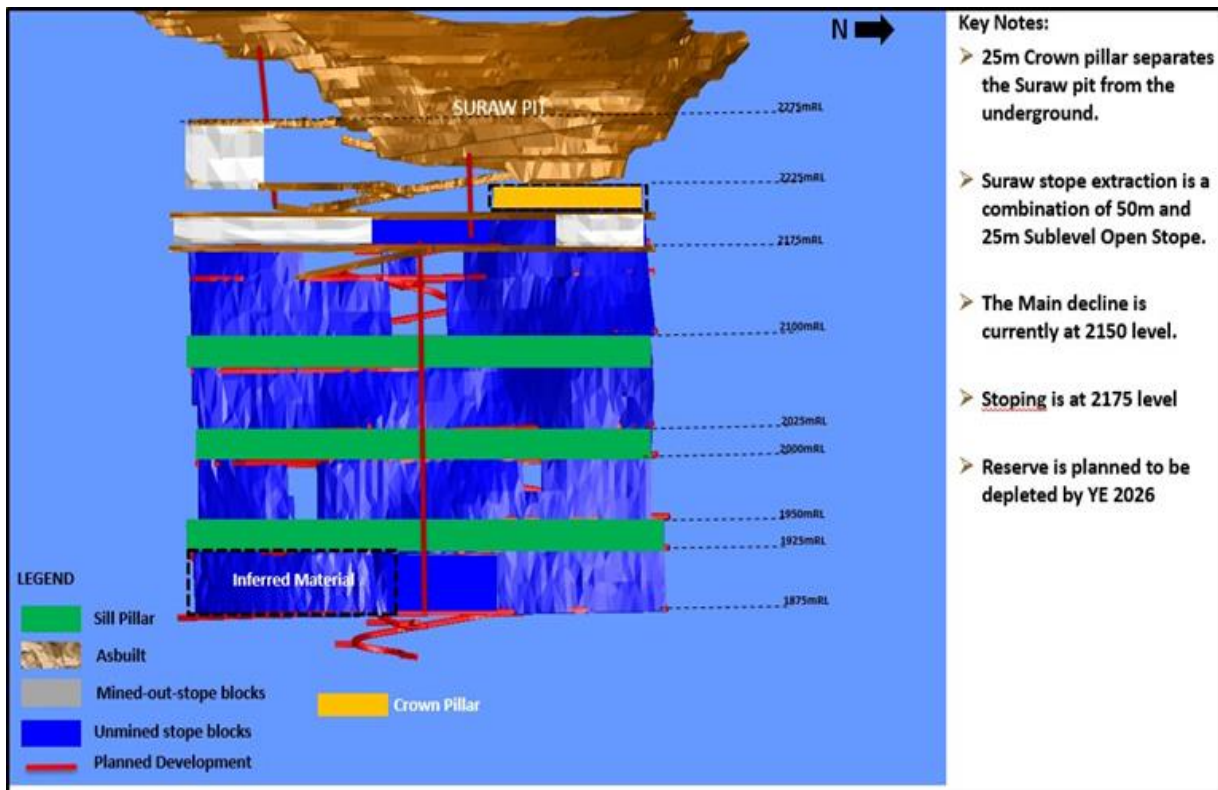 N
SURAW PIT
2275mRL
2225mRL
2175mRL
2100mRL
2025mRL
2000mRL
1950mRL
1925mRL
1875mRL
Inferred Material
LEGEND
Sill Pillar
Asbuilt
Mined-out-stope blocks
Unmined stope blocks
Planned Development
Crown Pillar
Key Notes:
➢ 25m Crown pillar separates
the Suraw pit from the
underground.
➢ Suraw stope extraction is a
combination of 50m and
25m Sublevel Open Stope.
➢ The Main decline is
currently at 2150 level.
➢ Stoping is at 2175 level
➢ Reserve is planned to be
depleted by YE 2026